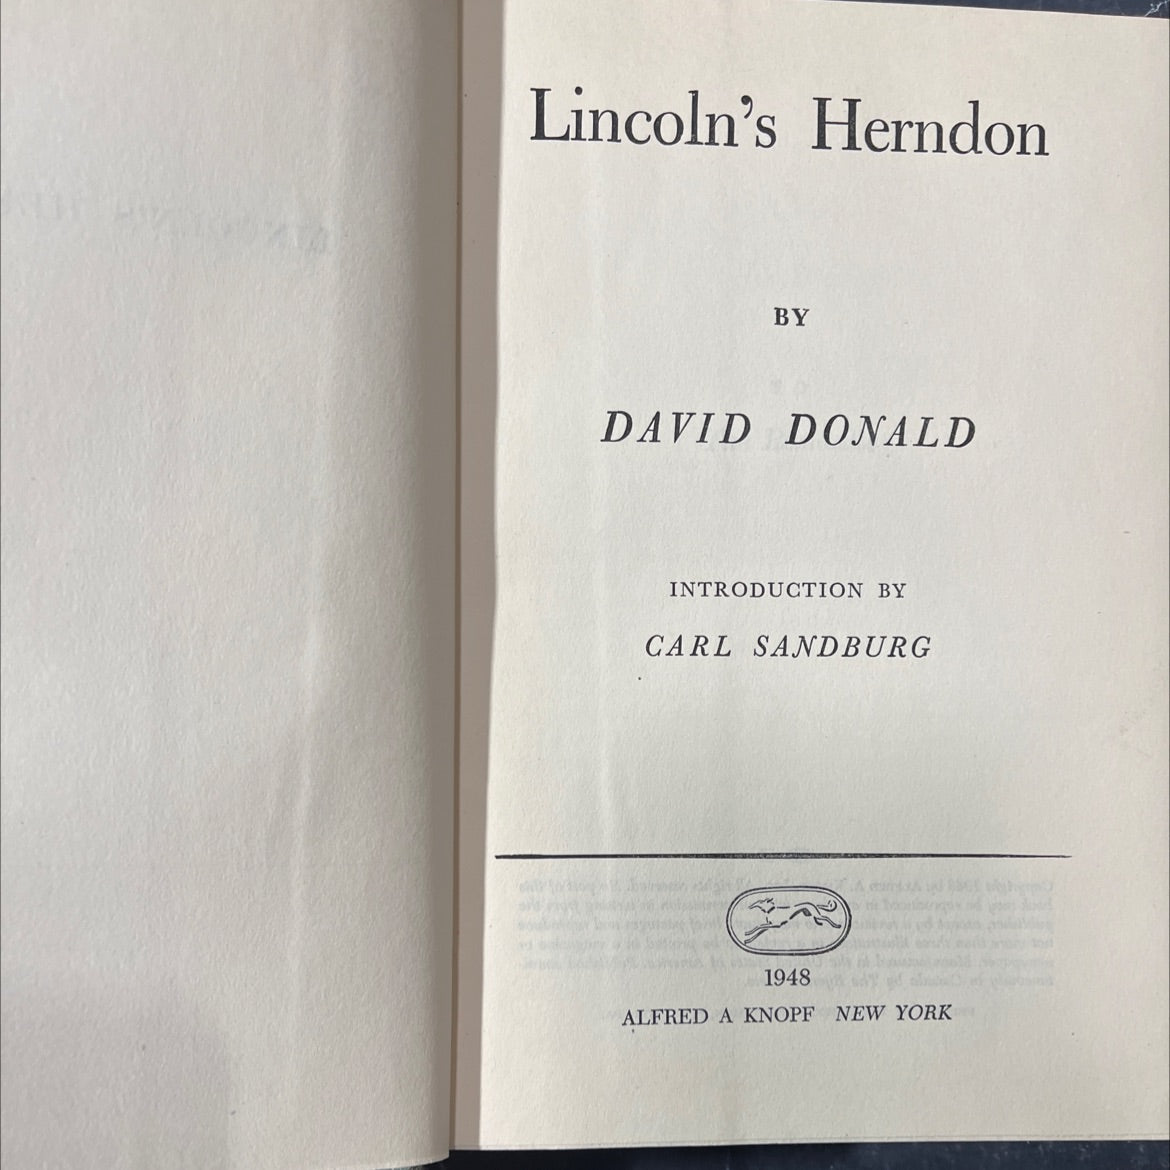 Lincoln's Herndon
BY
DAVID DONALD
INTRODUCTION BY
CARL SANDBURG
1948
ALFRED A KNOPF NEW YORK